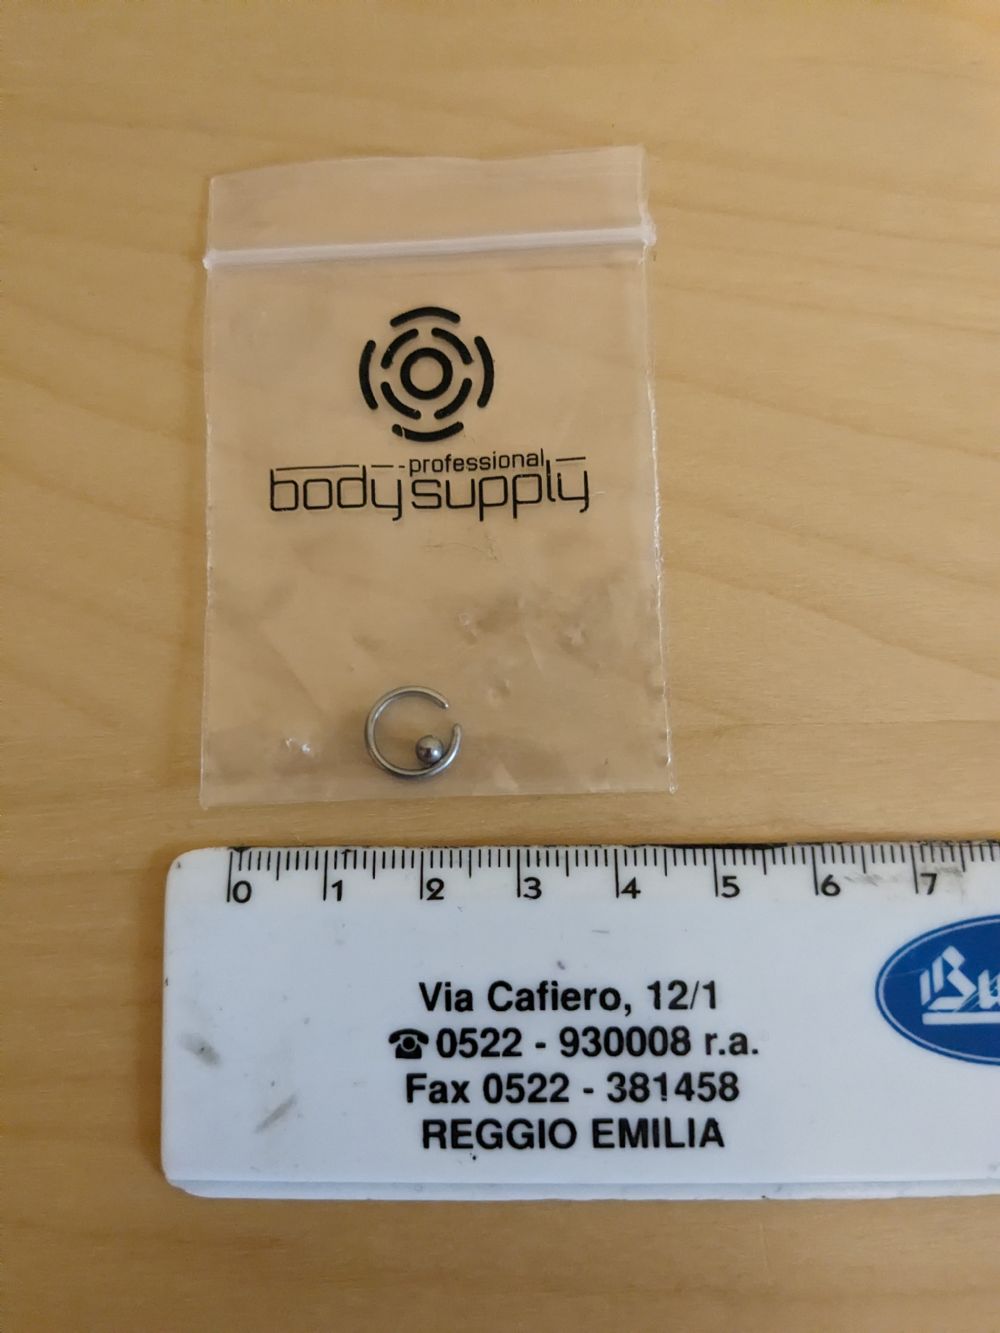 professional
body supply
0 1 2 3 4 5 6 7
Via Cafiero, 12/1
☎ 0522 - 930008 r.a.
Fax 0522 - 381458
REGGIO EMILIA